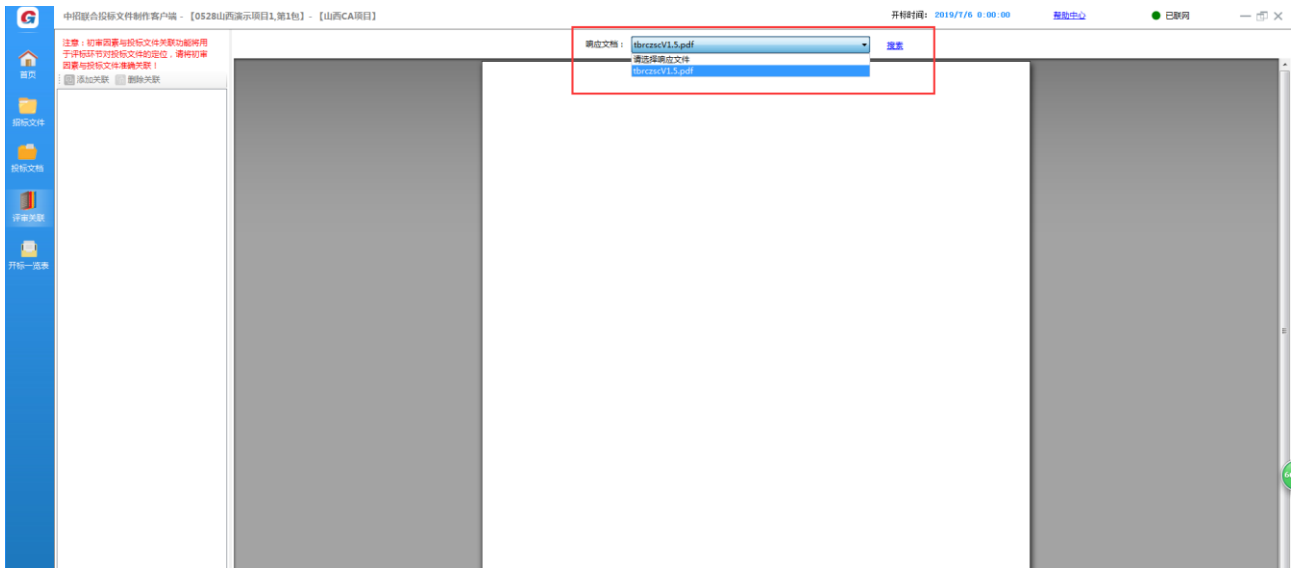 G
中招联合投标文件制作客户端 - 【0528山西演示项目1,第1包】 - 【山西CA项目】
开标时间: 2019/7/6 0:00:00
帮助中心
已联网
注意：初审因素与投标文件关联功能将用
于评标环节对投标文件的定位，请将初审
因素与投标文件准确关联！
添加关联 删除关联
响应文档： tbrczscV1.5.pdf 搜索
请选择响应文件
tbrczscV1.5.pdf
首页
招标文件
投标文档
评审关联
开标一览表